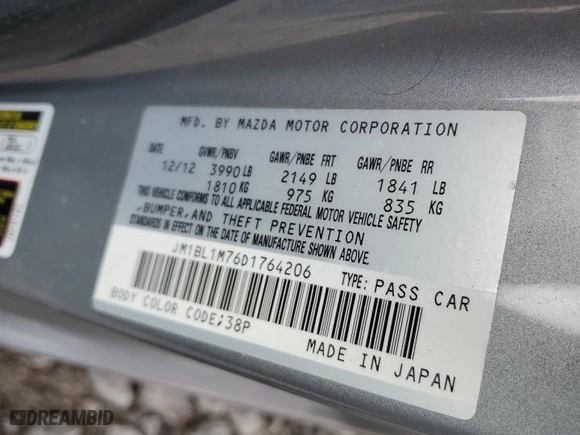 MFD. BY MAZDA MOTOR CORPORATION
DATE GVWR/PNBV GAWR/PNBE FRT GAWR/PNBE RR
12/12 3990 LB 2149 LB 1841 LB
1810 KG 975 KG 835 KG
THIS VEHICLE CONFORMS TO ALL APPLICABLE FEDERAL MOTOR VEHICLE SAFETY
,BUMPER,AND THEFT PREVENTION
STANDARDS IN EFFECT ON THE DATE OF MANUFACTURE SHOWN ABOVE.
JM1BL1M76D1764206 TYPE: PASS CAR
BODY COLOR CODE;38P
MADE IN JAPAN
DREAMBID